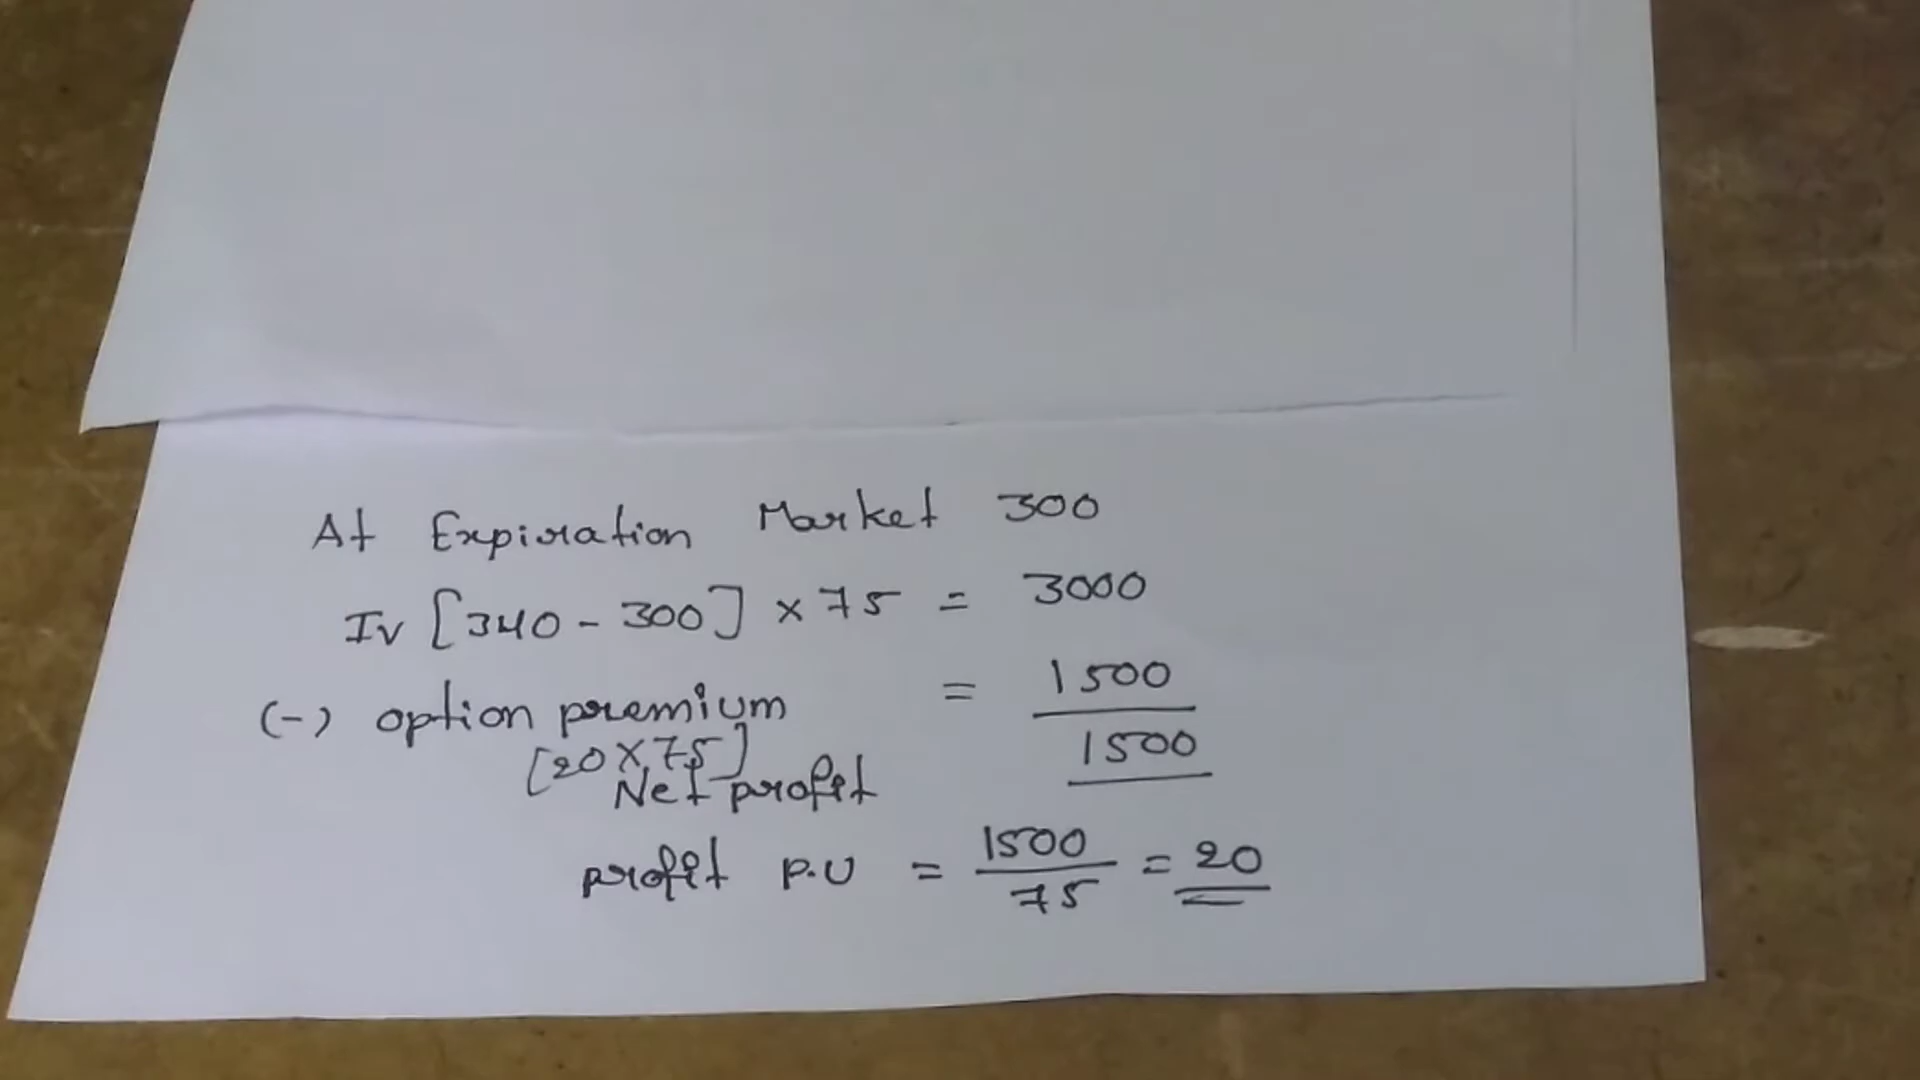 At Expiration Market 300
IV [340 - 300] × 75 = 3000
(-) option premium = 1500
[20 × 75]
Net profit 1500
profit P.U = 1500/75 = 20